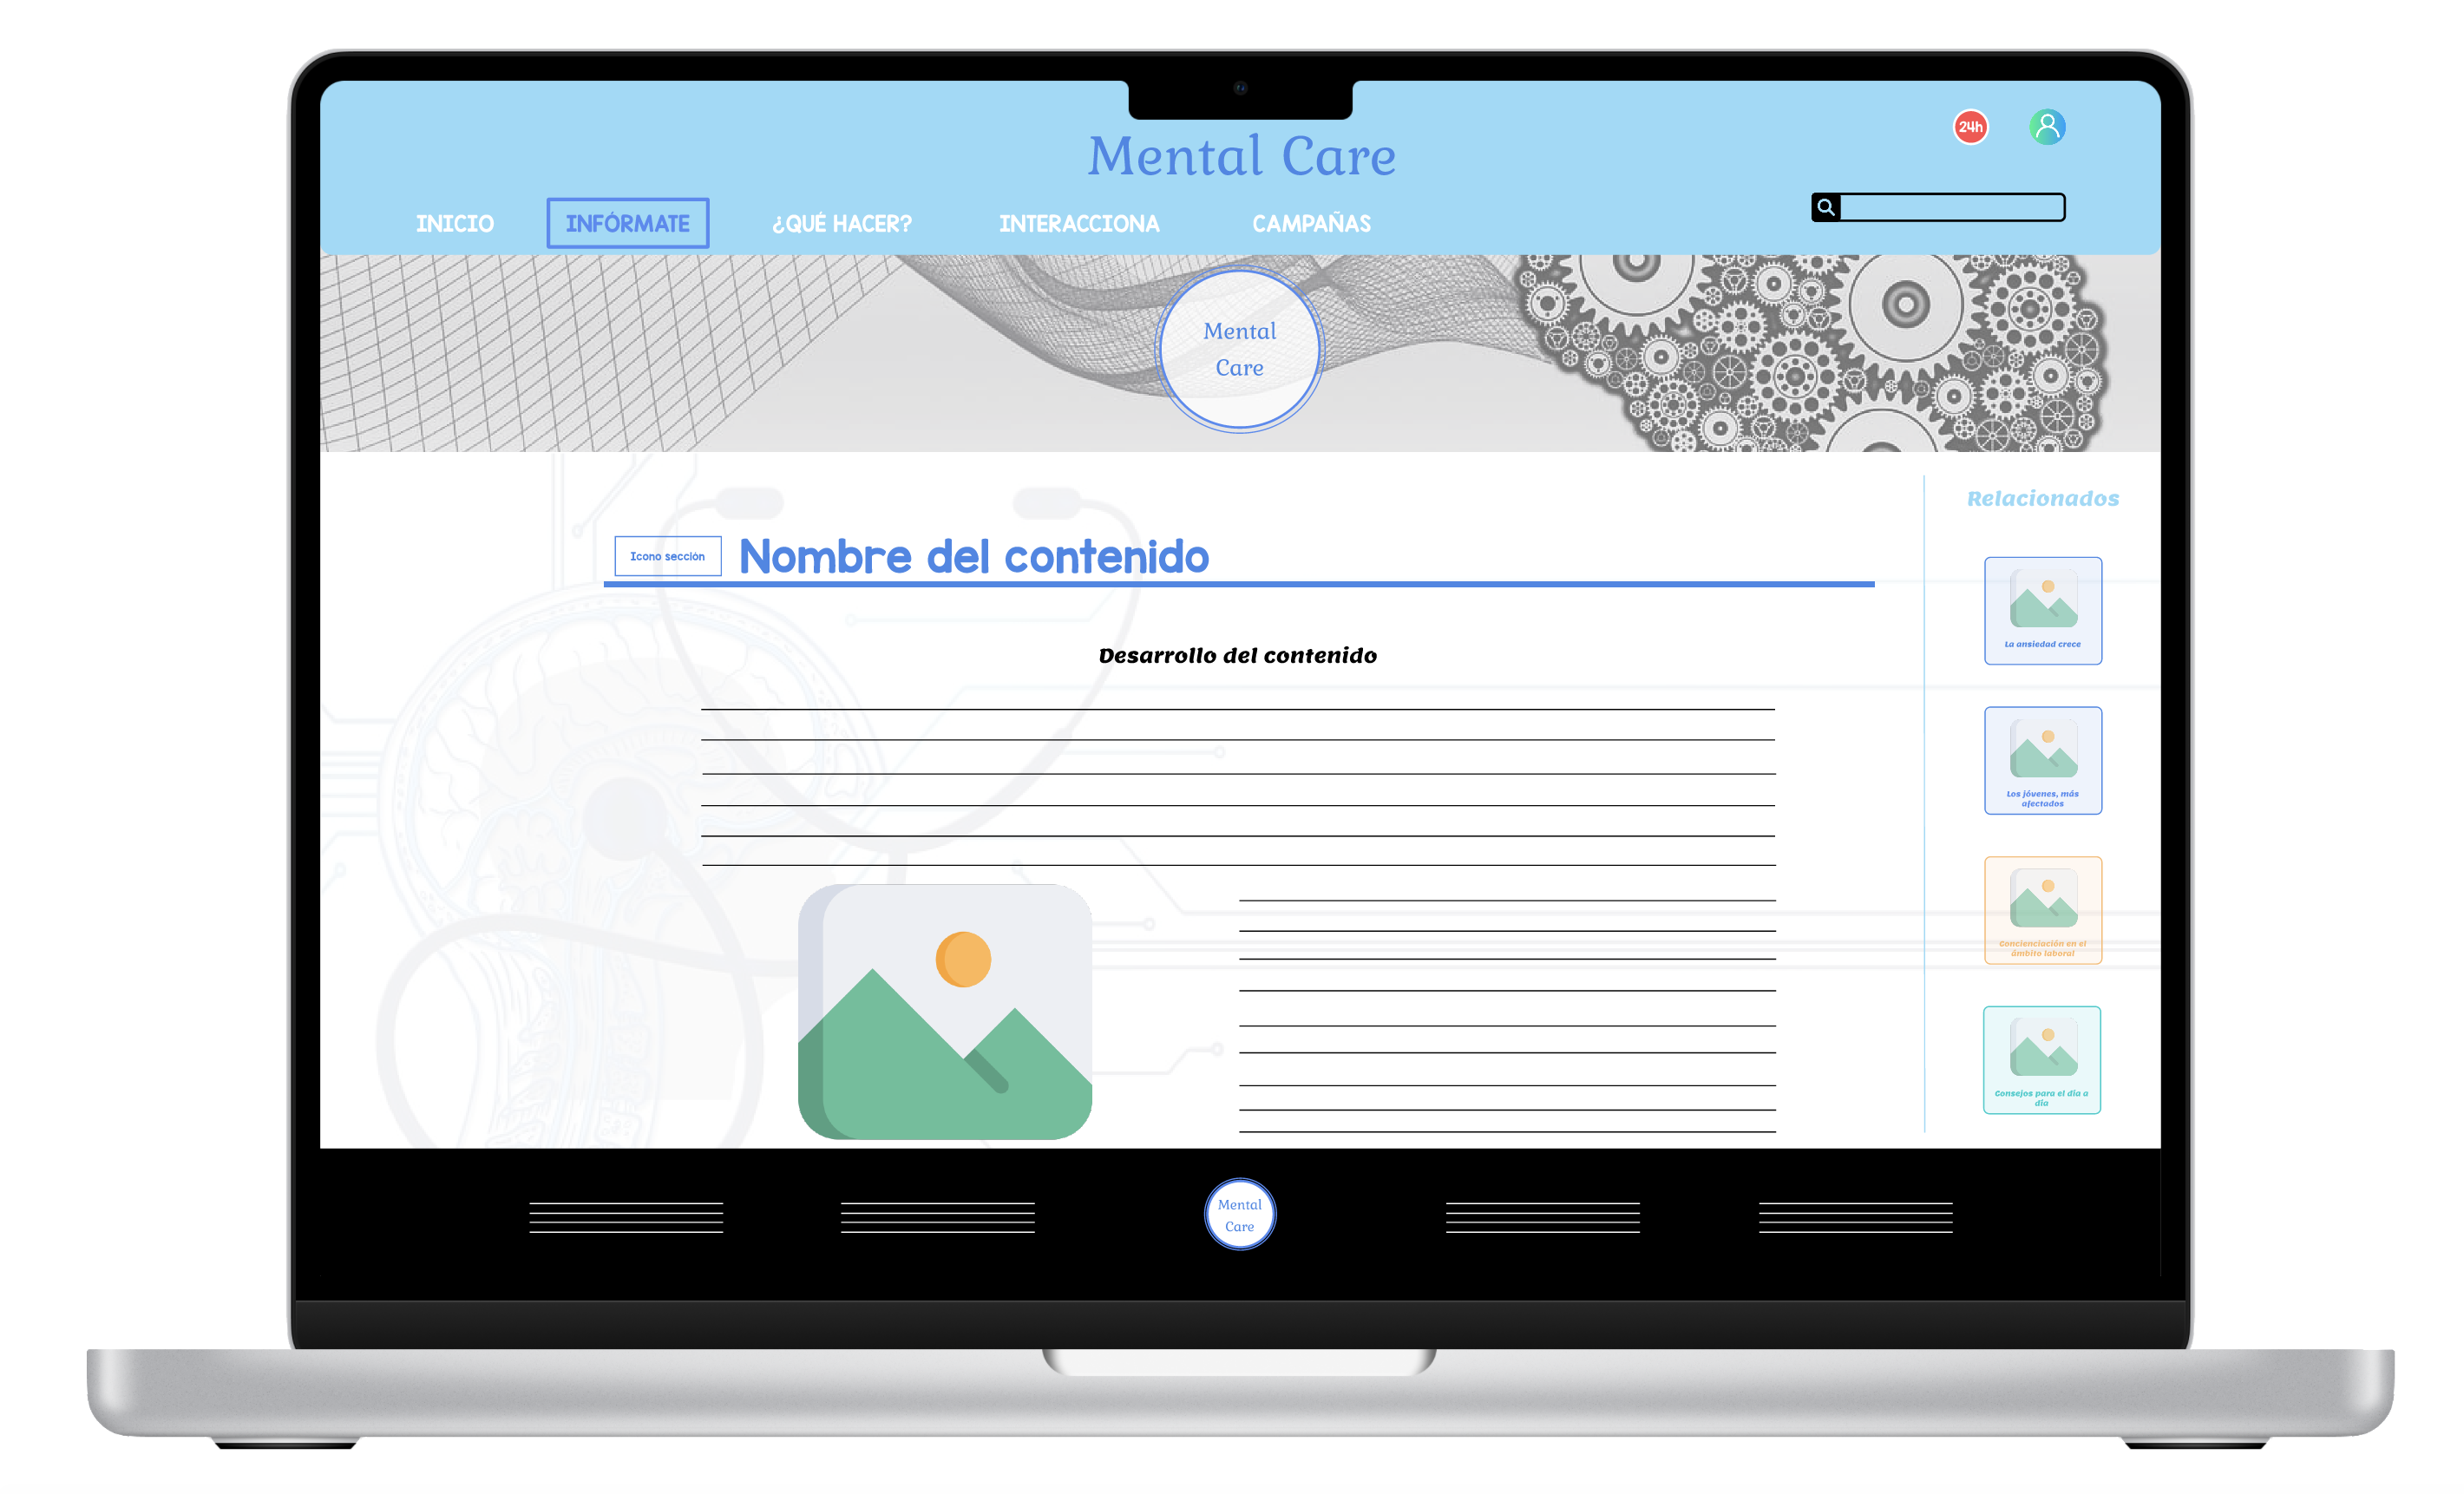 24h
Mental Care
INICIO
INFÓRMATE
¿QUÉ HACER?
INTERACCIONA
CAMPAÑAS
Mental
Care
Icono sección
Nombre del contenido
Desarrollo del contenido
Relacionados
La ansiedad crece
Los jóvenes, más
afectados
Concienciación en el
ámbito laboral
Consejos para el día a
día
Mental
Care